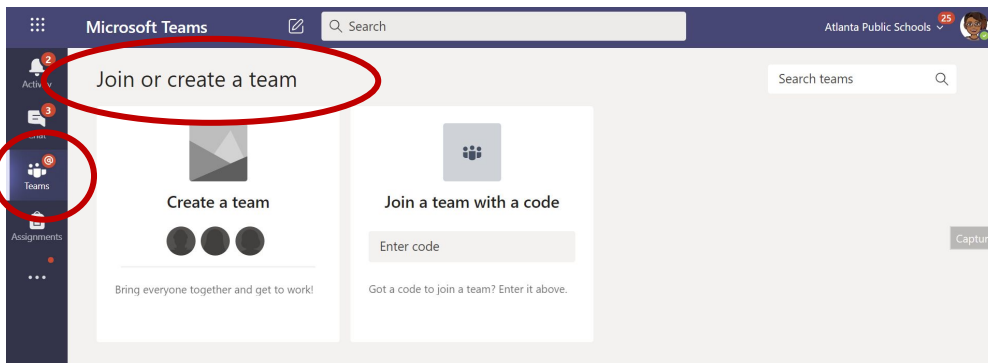 Microsoft Teams
Search
Atlanta Public Schools
25
2
Activity
Join or create a team
Search teams
3
Chat
@
Teams
Create a team
Join a team with a code
Assignments
Enter code
Captur
Bring everyone together and get to work!
Got a code to join a team? Enter it above.